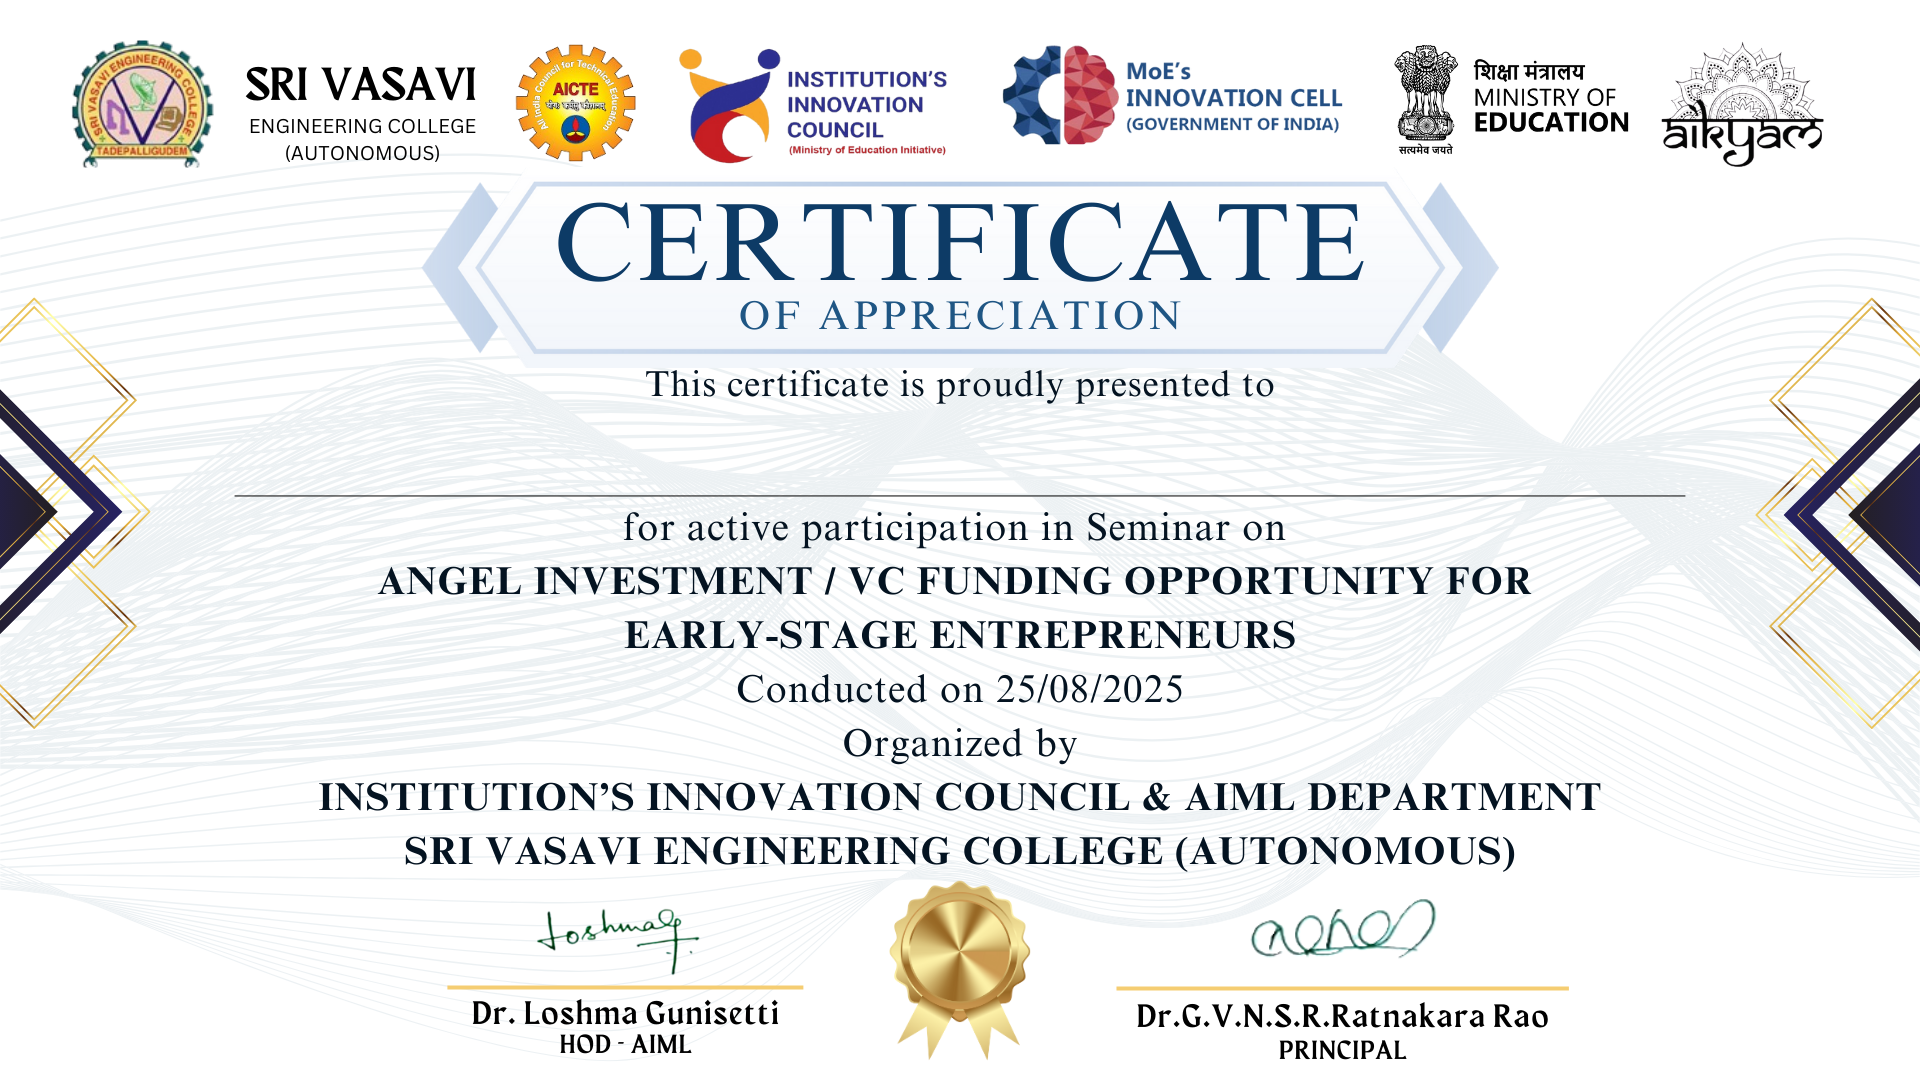 SRI VASAVI ENGINEERING COLLEGE
TADEPALLIGUDEM
SRI VASAVI
ENGINEERING COLLEGE
(AUTONOMOUS)
All India Council for Technical Education
AICTE
INSTITUTION'S
INNOVATION
COUNCIL
(Ministry of Education Initiative)
MoE's
INNOVATION CELL
(GOVERNMENT OF INDIA)
सत्यमेव जयते
शिक्षा मंत्रालय
MINISTRY OF
EDUCATION
aikyam
CERTIFICATE
OF APPRECIATION
This certificate is proudly presented to
for active participation in Seminar on
ANGEL INVESTMENT / VC FUNDING OPPORTUNITY FOR
EARLY-STAGE ENTREPRENEURS
Conducted on 25/08/2025
Organized by
INSTITUTION’S INNOVATION COUNCIL & AIML DEPARTMENT
SRI VASAVI ENGINEERING COLLEGE (AUTONOMOUS)
Dr. Loshma Gunisetti
HOD - AIML
Dr.G.V.N.S.R.Ratnakara Rao
PRINCIPAL